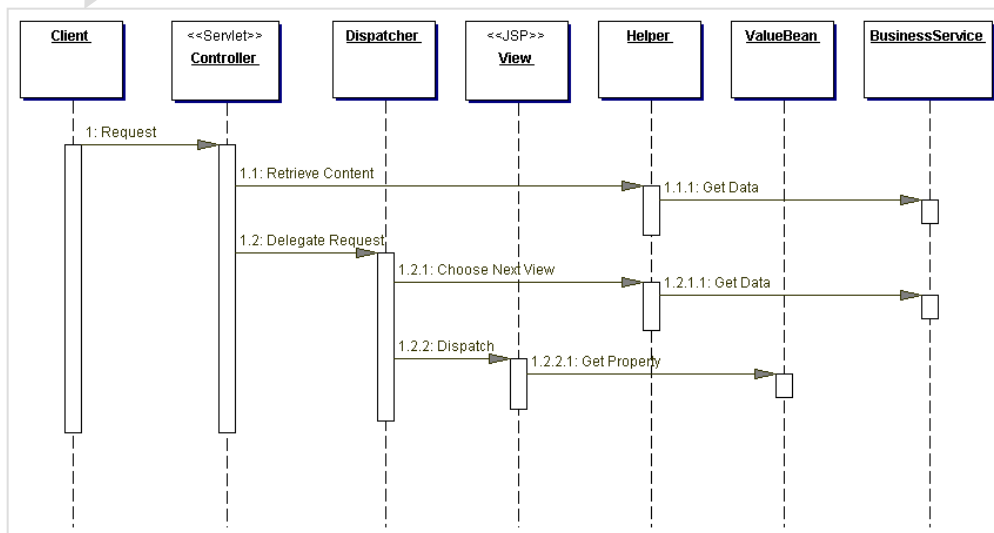 Client
<<Servlet>>
Controller
Dispatcher
<<JSP>>
View
Helper
ValueBean
BusinessService
1: Request
1.1: Retrieve Content
1.1.1: Get Data
1.2: Delegate Request
1.2.1: Choose Next View
1.2.1.1: Get Data
1.2.2: Dispatch
1.2.2.1: Get Property